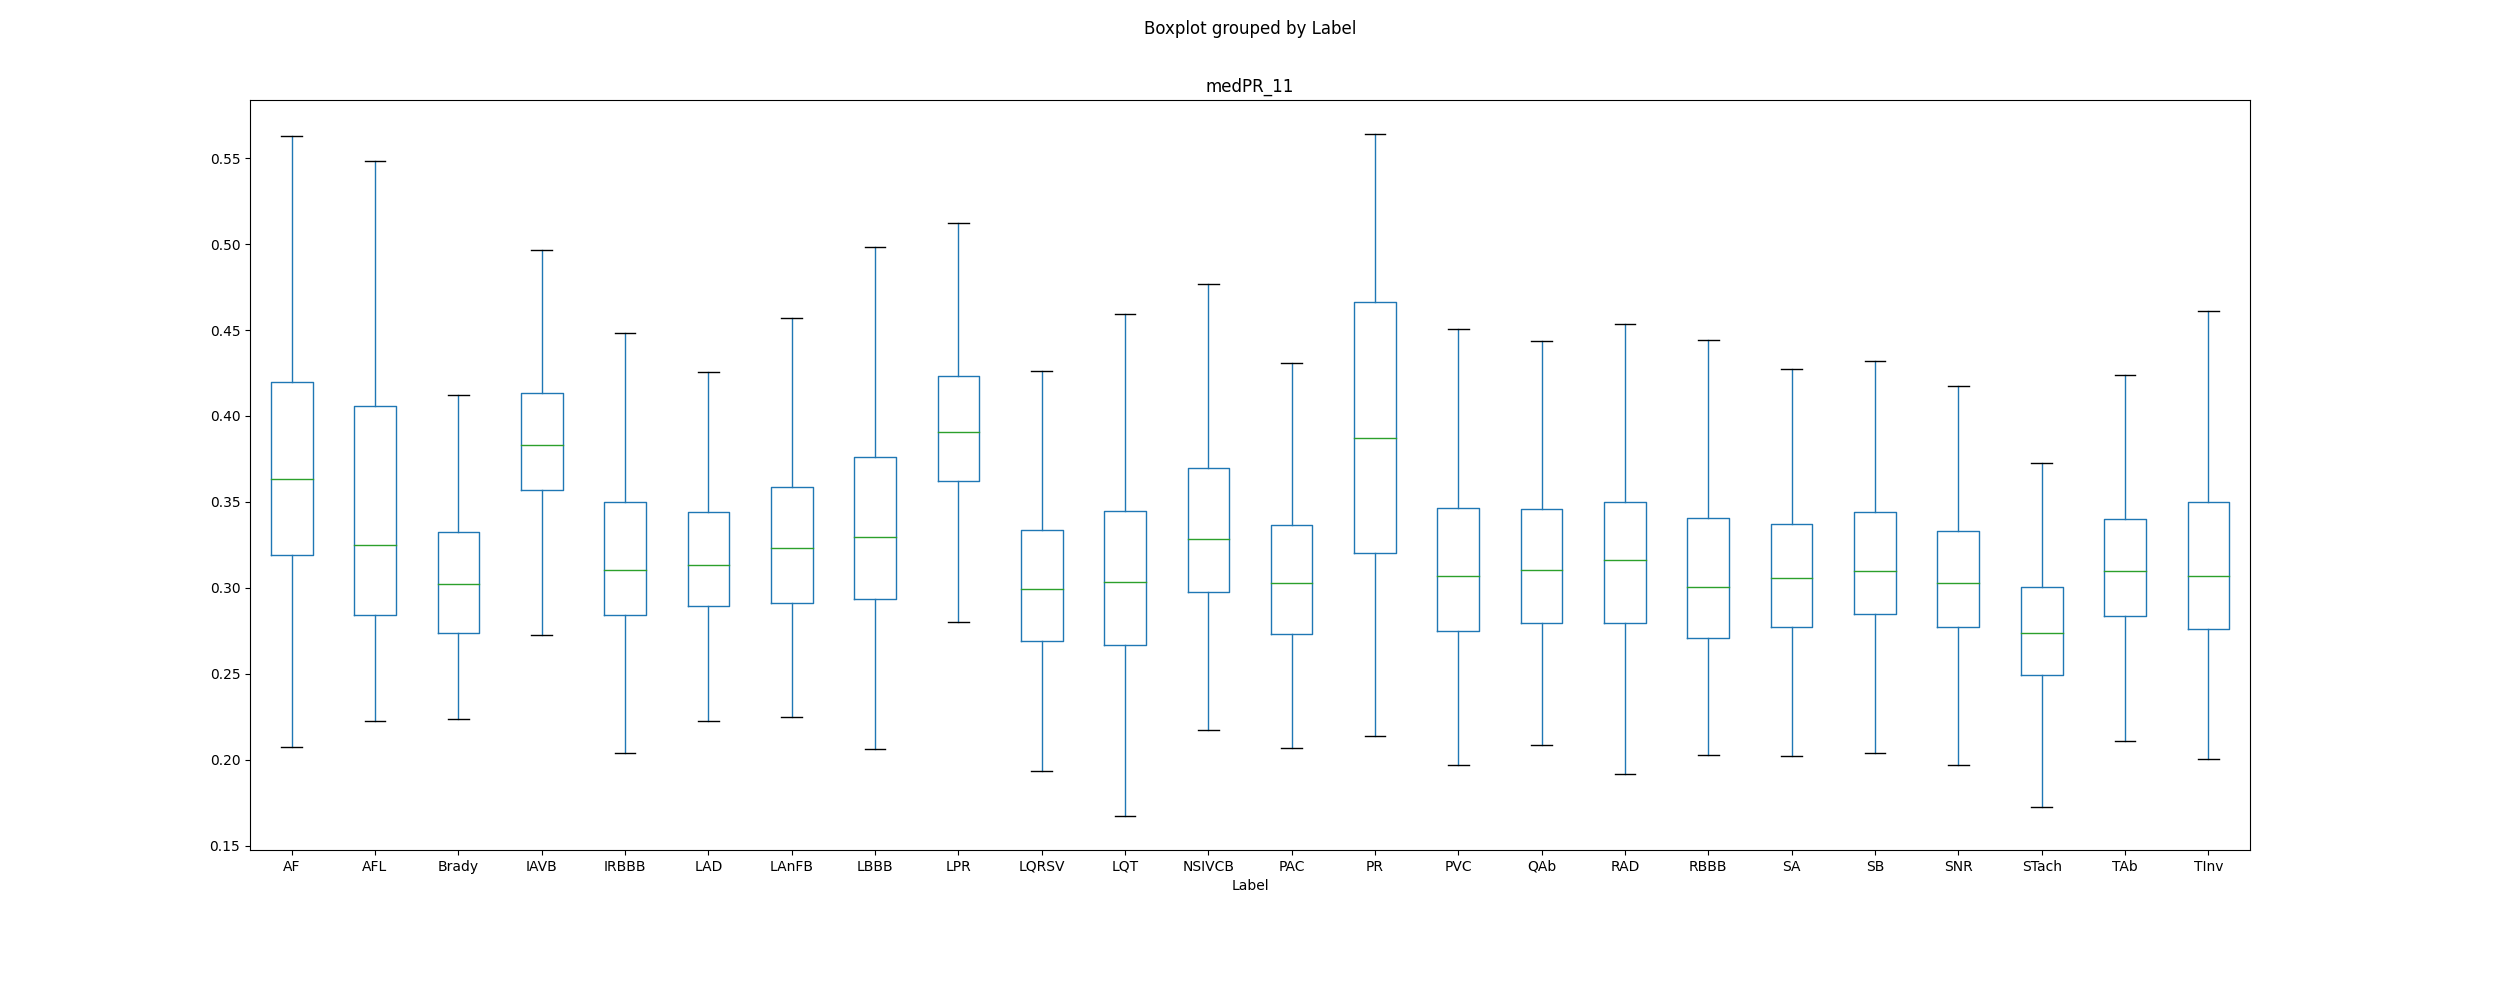 Boxplot grouped by Label
medPR_11
0.55
0.50
0.45
0.40
0.35
0.30
0.25
0.20
0.15
AF AFL Brady IAVB IRBBB LAD LAnFB LBBB LPR LQRSV LQT NSIVCB PAC PR PVC QAb RAD RBBB SA SB SNR STach TAb TInv
Label